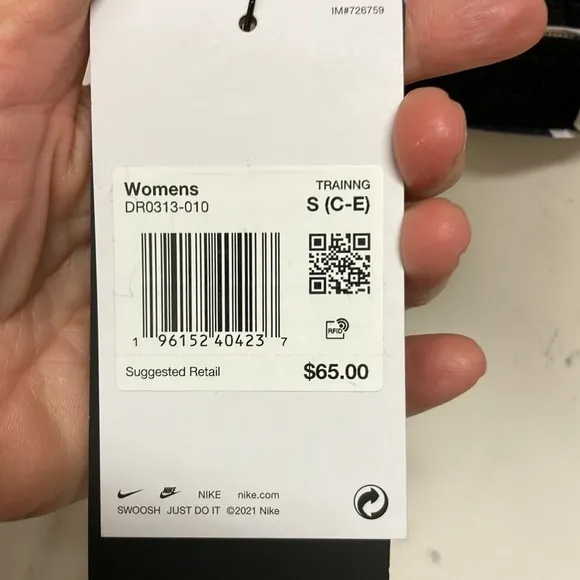 IM#726759
Womens
TRAINNG
DR0313-010
S (C-E)
RFID
1 96152 40423 7
Suggested Retail
$65.00
NIKE
NIKE nike.com
SWOOSH JUST DO IT ©2021 Nike